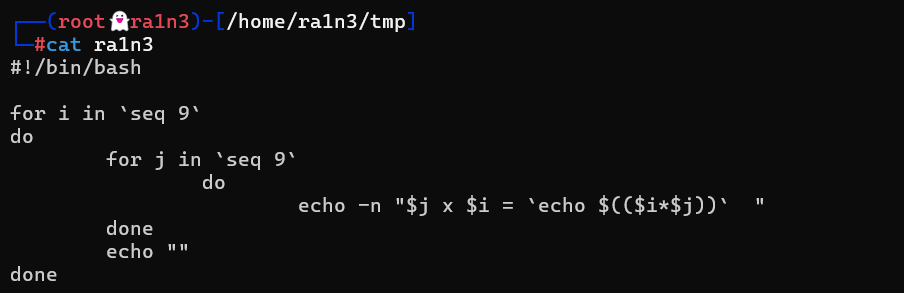 ┌──(root👻ra1n3)-[/home/ra1n3/tmp]
└─#cat ra1n3
#!/bin/bash

for i in `seq 9`
do
        for j in `seq 9`
                do
                        echo -n "$j x $i = `echo $(($i*$j))`  "
        done
        echo ""
done